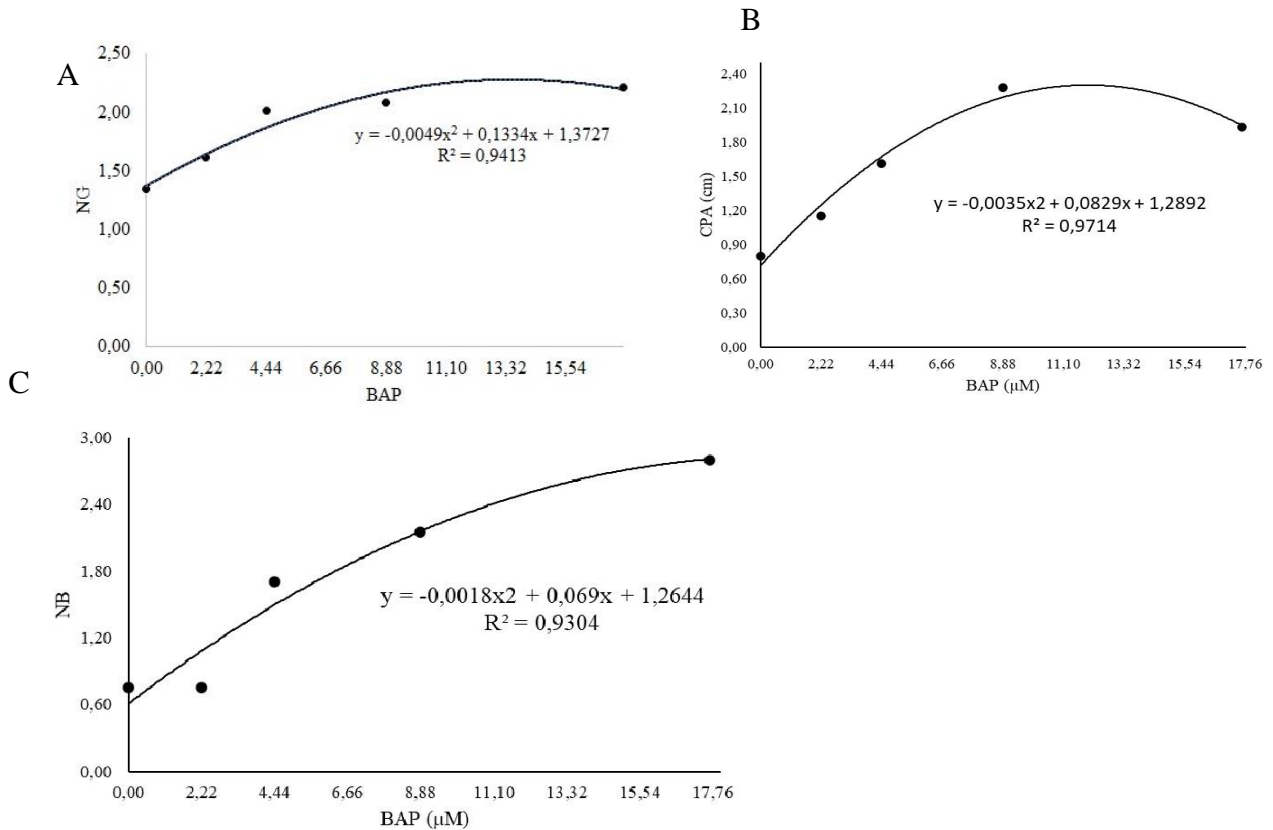 A
2,50
2,00
1,50
1,00
0,50
0,00
NG
y = -0,0049x² + 0,1334x + 1,3727
R² = 0,9413
0,00 2,22 4,44 6,66 8,88 11,10 13,32 15,54
BAP
B
2,40
2,10
1,80
1,50
1,20
0,90
0,60
0,30
0,00
CPA (cm)
y = -0,0035x2 + 0,0829x + 1,2892
R² = 0,9714
0,00 2,22 4,44 6,66 8,88 11,10 13,32 15,54 17,76
BAP (µM)
C
3,00
2,40
1,80
1,20
0,60
0,00
NB
y = -0,0018x2 + 0,069x + 1,2644
R² = 0,9304
0,00 2,22 4,44 6,66 8,88 11,10 13,32 15,54 17,76
BAP (µM)